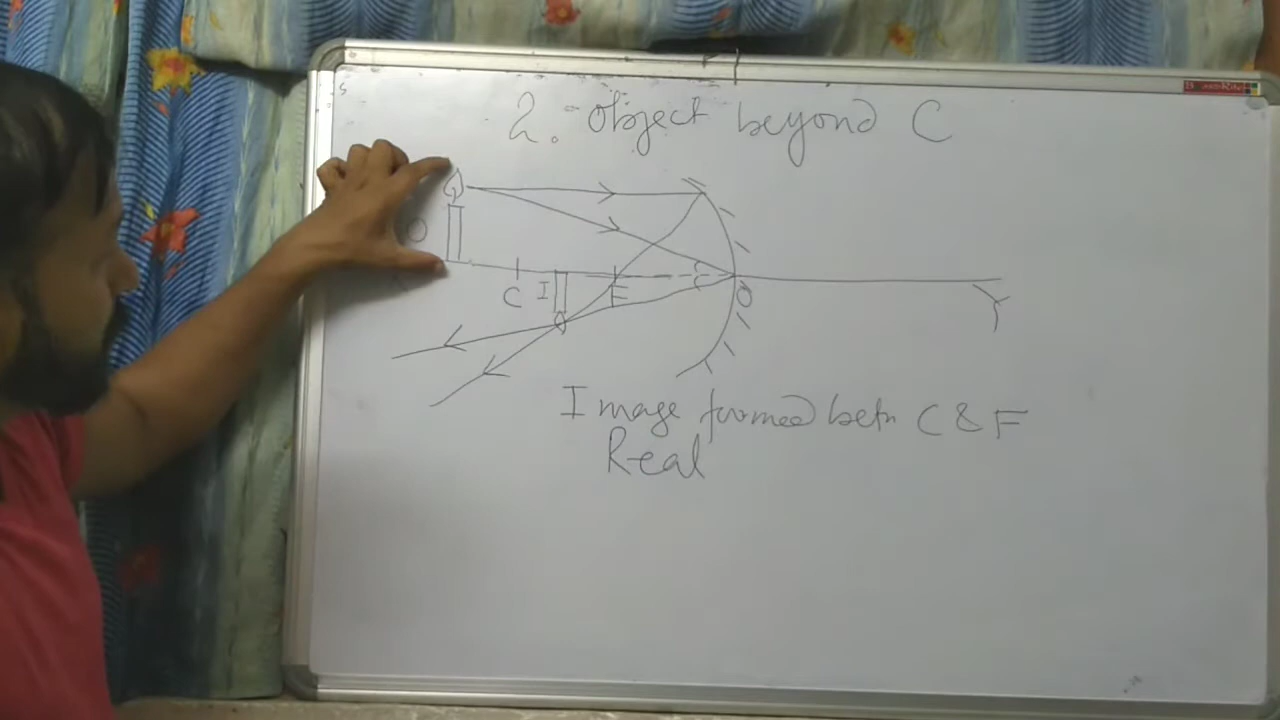 2. Object beyond C
O
C I F O
Image formed betn C & F
Real